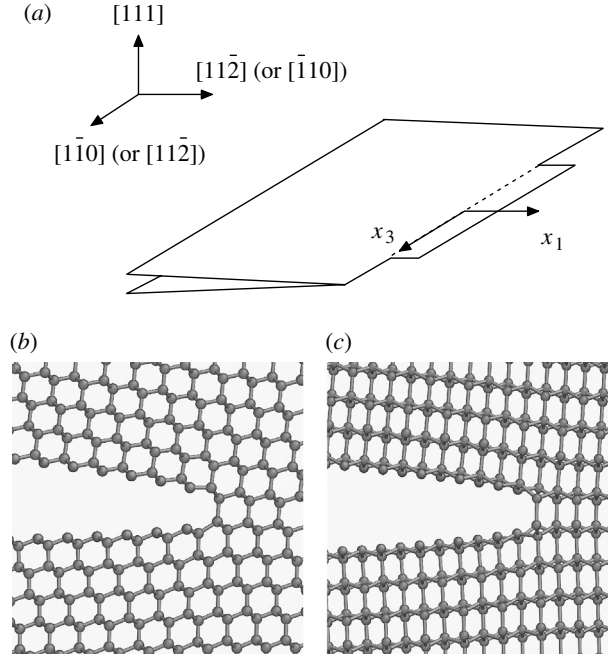 (a)
[111]
[112̄] (or [1̄10])
[11̄0] (or [112̄])
x3
x1
(b) (c)